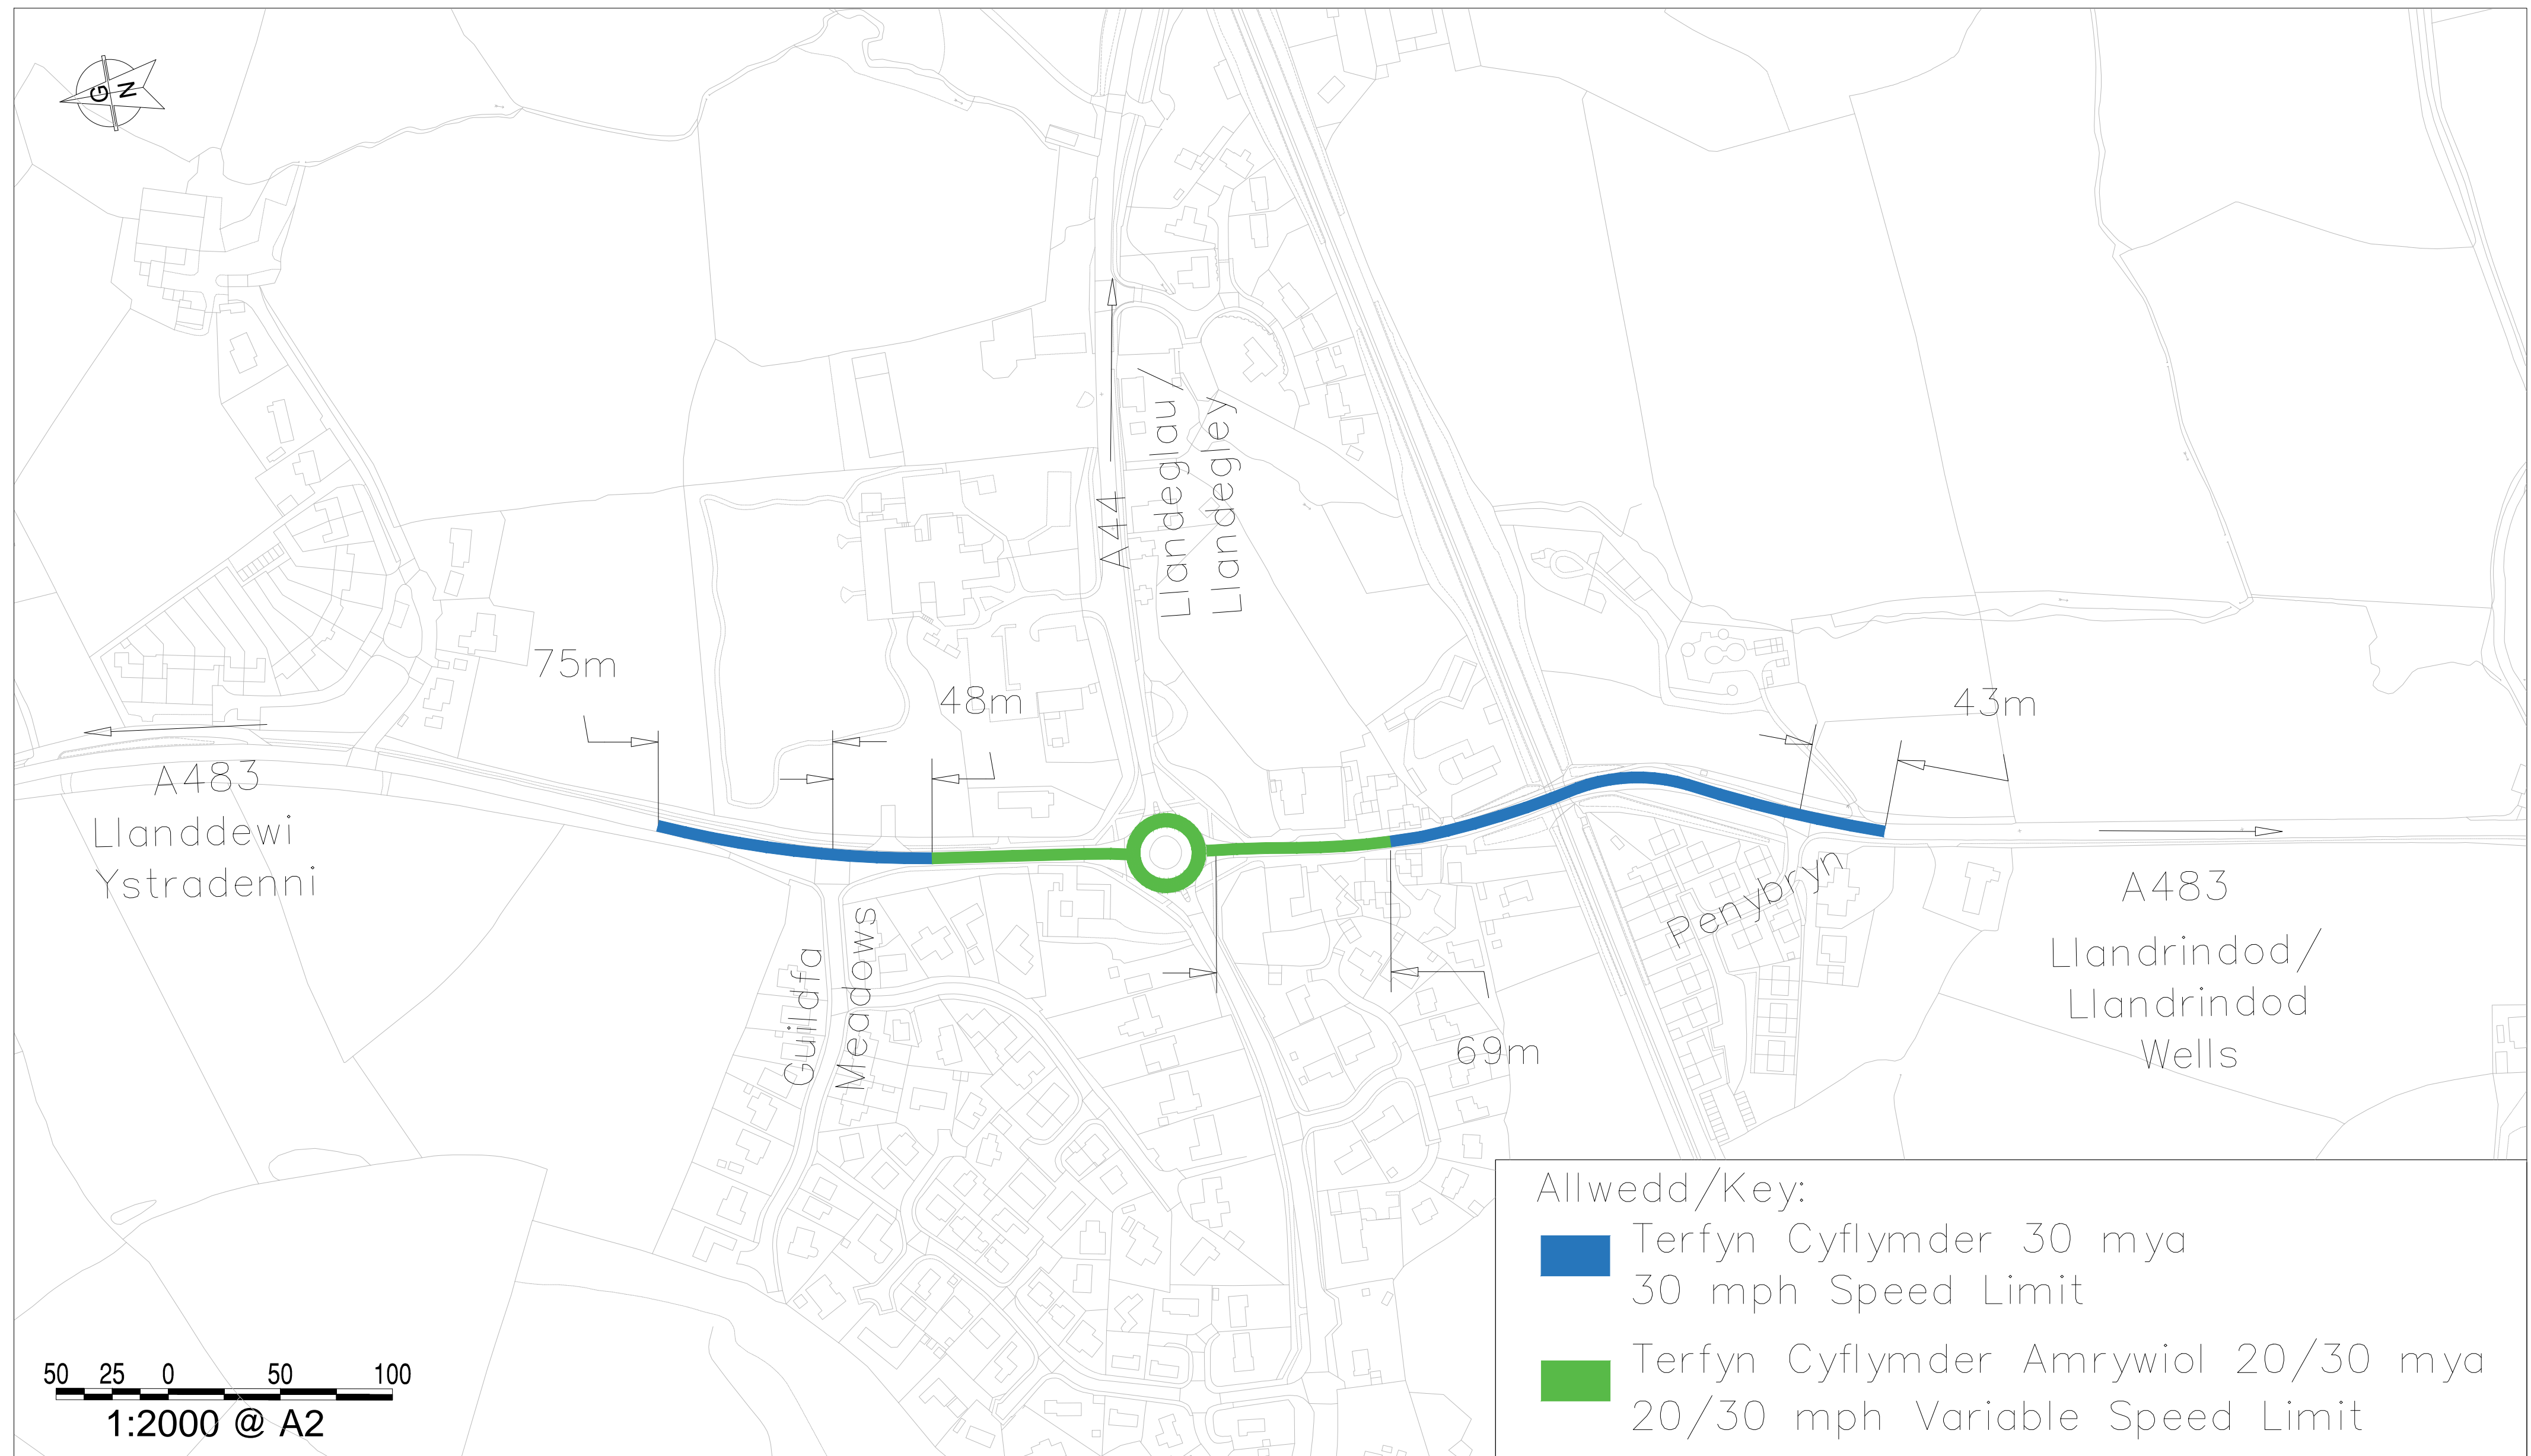 G
N
A44
Llandeglau/
Llandegley
75m
48m
43m
A483
Llanddewi
Ystradenni
Guildfa
Meadows
Penybryn
69m
A483
Llandrindod/
Llandrindod
Wells
Allwedd/Key:
Terfyn Cyflymder 30 mya
30 mph Speed Limit
Terfyn Cyflymder Amrywiol 20/30 mya
20/30 mph Variable Speed Limit
50 25 0 50 100
1:2000 @ A2